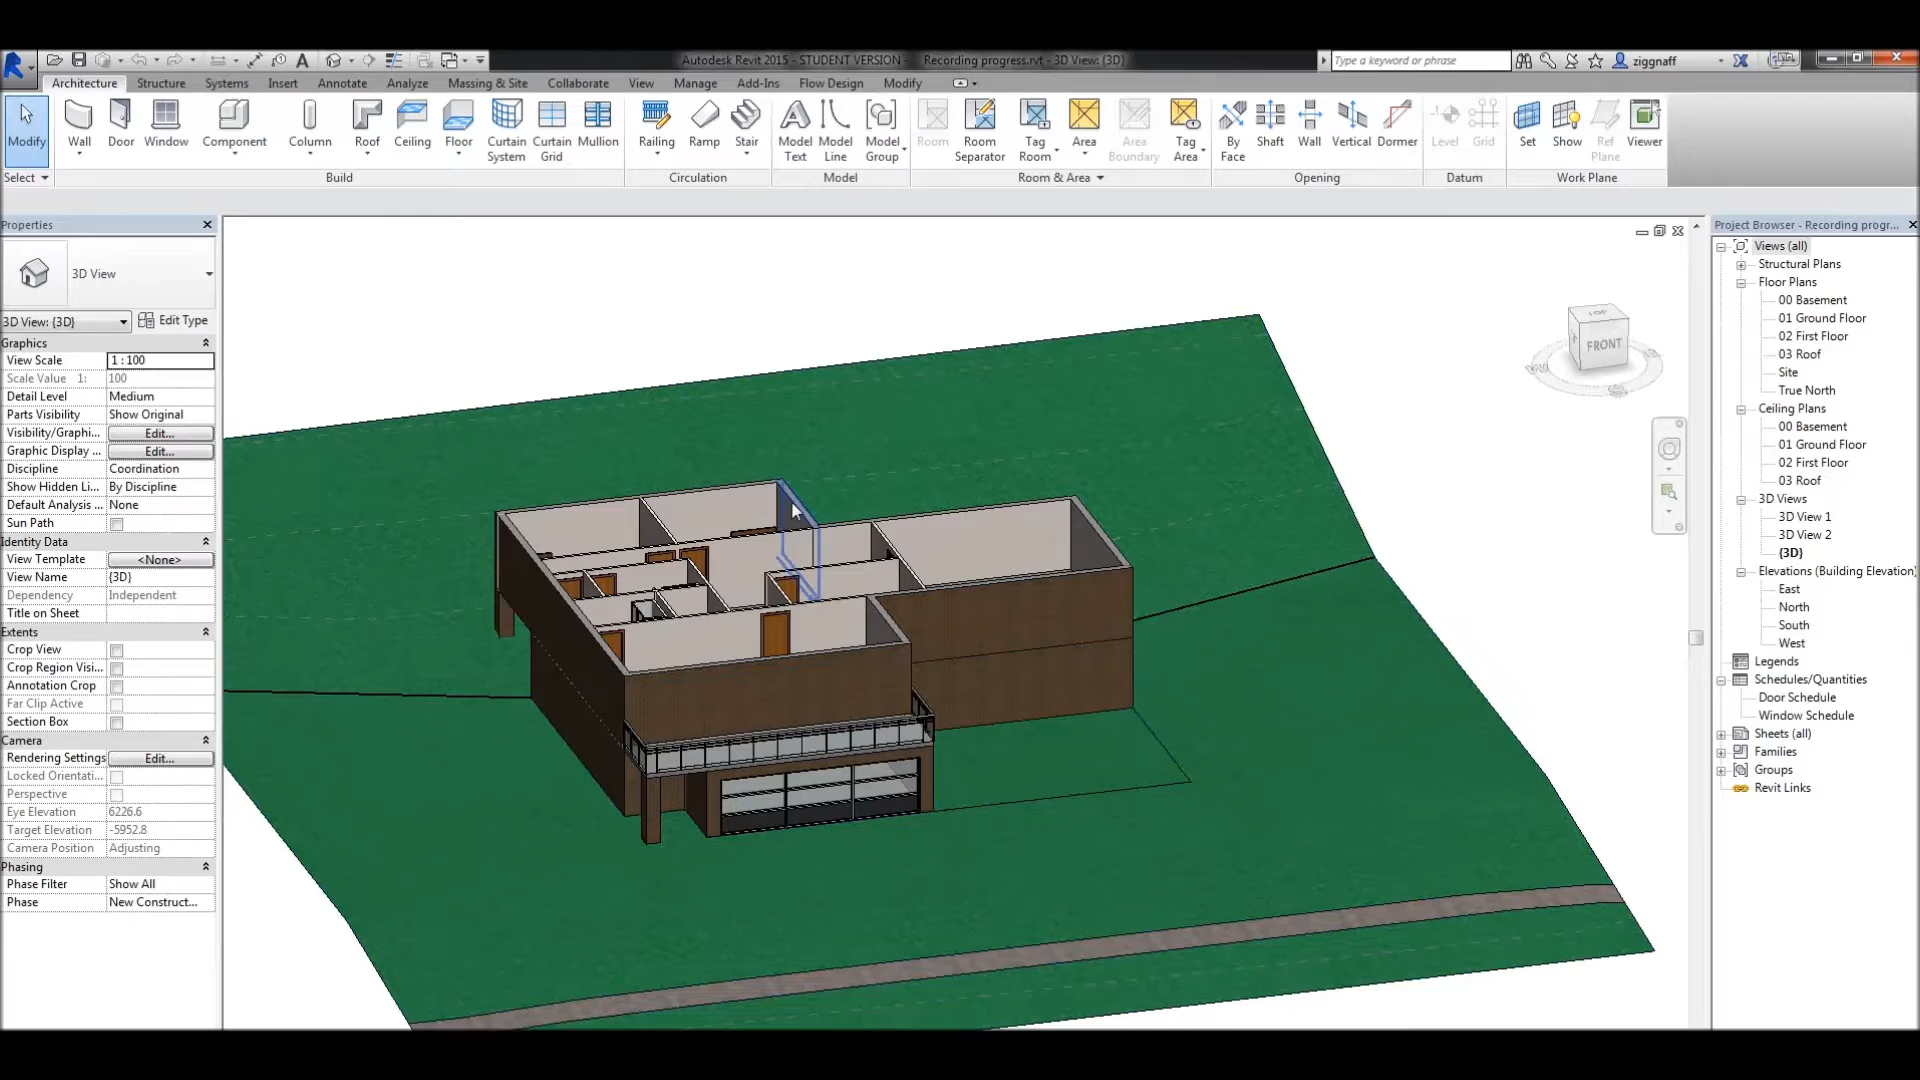 Autodesk Revit 2015 - STUDENT VERSION - Recording progress.rvt - 3D View: {3D}
Type a keyword or phrase
ziggnaff
Architecture Structure Systems Insert Annotate Analyze Massing & Site Collaborate View Manage Add-Ins Flow Design Modify
Modify Wall Door Window Component Column Roof Ceiling Floor Curtain System Curtain Grid Mullion Railing Ramp Stair Model Text Model Line Model Group Room Room Separator Tag Room Area Area Boundary Tag Area By Face Shaft Wall Vertical Dormer Level Grid Set Show Ref Plane Viewer
Select Build Circulation Model Room & Area Opening Datum Work Plane
Properties
3D View
3D View: {3D} Edit Type
Graphics
View Scale 1 : 100
Scale Value 1: 100
Detail Level Medium
Parts Visibility Show Original
Visibility/Graphi... Edit...
Graphic Display ... Edit...
Discipline Coordination
Show Hidden Li... By Discipline
Default Analysis ... None
Sun Path
Identity Data
View Template <None>
View Name {3D}
Dependency Independent
Title on Sheet
Extents
Crop View
Crop Region Visi...
Annotation Crop
Far Clip Active
Section Box
Camera
Rendering Settings Edit...
Locked Orientati...
Perspective
Eye Elevation 6226.6
Target Elevation -5952.8
Camera Position Adjusting
Phasing
Phase Filter Show All
Phase New Construct...
TOP
FRONT
Project Browser - Recording progr...
Views (all)
Structural Plans
Floor Plans
00 Basement
01 Ground Floor
02 First Floor
03 Roof
Site
True North
Ceiling Plans
00 Basement
01 Ground Floor
02 First Floor
03 Roof
3D Views
3D View 1
3D View 2
{3D}
Elevations (Building Elevation)
East
North
South
West
Legends
Schedules/Quantities
Door Schedule
Window Schedule
Sheets (all)
Families
Groups
Revit Links